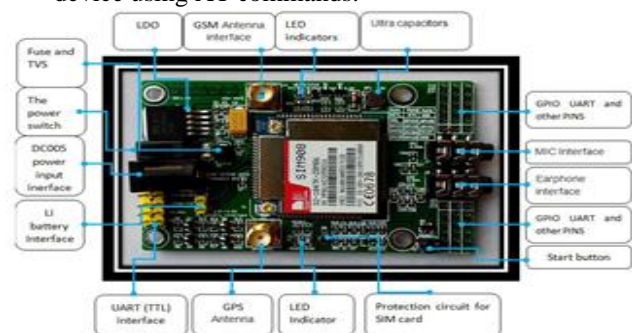 device using AT commands.
LDO
GSM Antenna
interface
LED
Indicators
Ultra capacitors
Fuse and
TVS
The
power
switch
DC005
power
input
inerface
Li
battery
Interface
GPIO UART and
other PINS
MIC Interface
Earphone
interface
GPIO UART
and
other PINS
Start button
SIM908
UART (TTL)
Interface
GPS
Antenna
LED
Indicator
Protection circuit for
SIM card